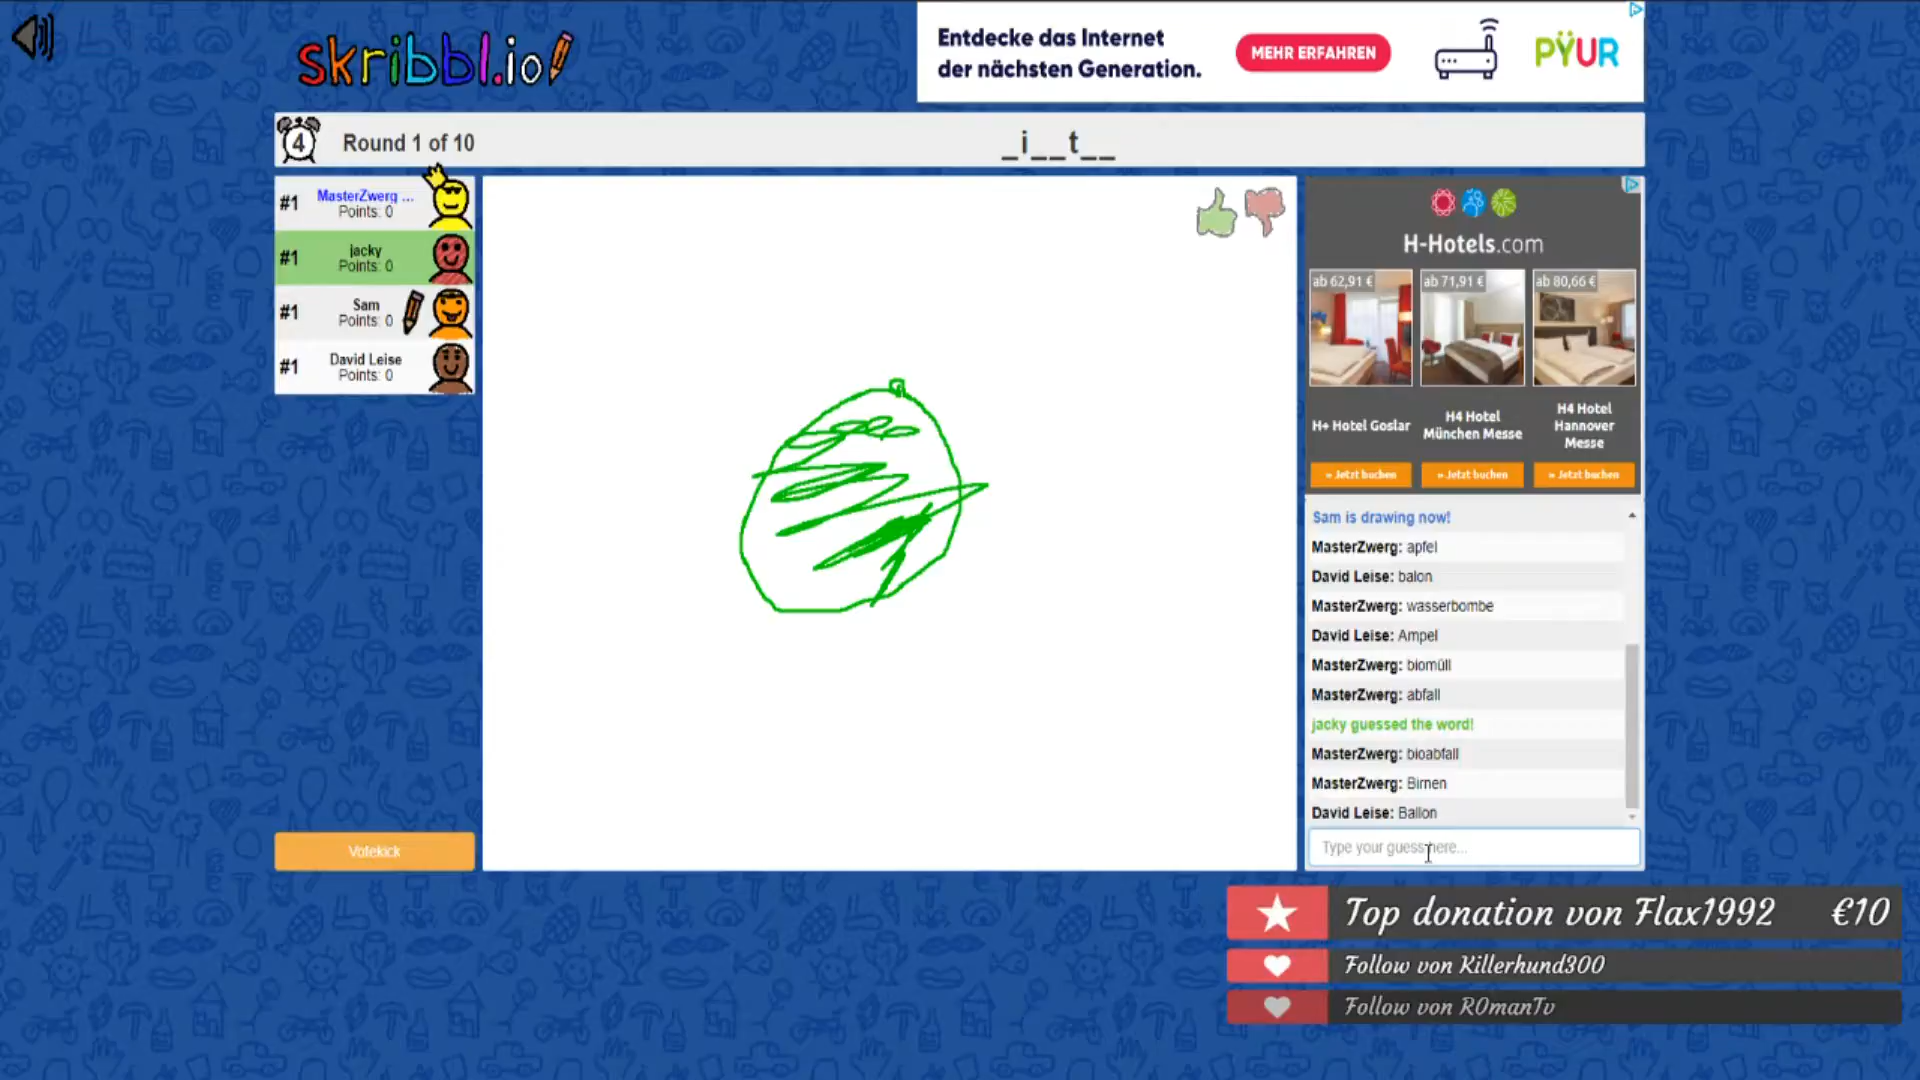 skribbl.io
Entdecke das Internet
der nächsten Generation.
MEHR ERFAHREN
PŸUR
4
Round 1 of 10
_i__t__
#1
MasterZwerg ...
Points: 0
#1
jacky
Points: 0
#1
Sam
Points: 0
#1
David Leise
Points: 0
Votekick
H-Hotels.com
ab 62,91 €
ab 71,91 €
ab 80,66 €
H+ Hotel Goslar
H4 Hotel
München Messe
H4 Hotel
Hannover
Messe
» Jetzt buchen
» Jetzt buchen
» Jetzt buchen
Sam is drawing now!
MasterZwerg: apfel
David Leise: balon
MasterZwerg: wasserbombe
David Leise: Ampel
MasterZwerg: biomüll
MasterZwerg: abfall
jacky guessed the word!
MasterZwerg: bioabfall
MasterZwerg: Birnen
David Leise: Ballon
Type your guess here...
Top donation von Flax1992 €10
Follow von Killerhund300
Follow von R0manTv